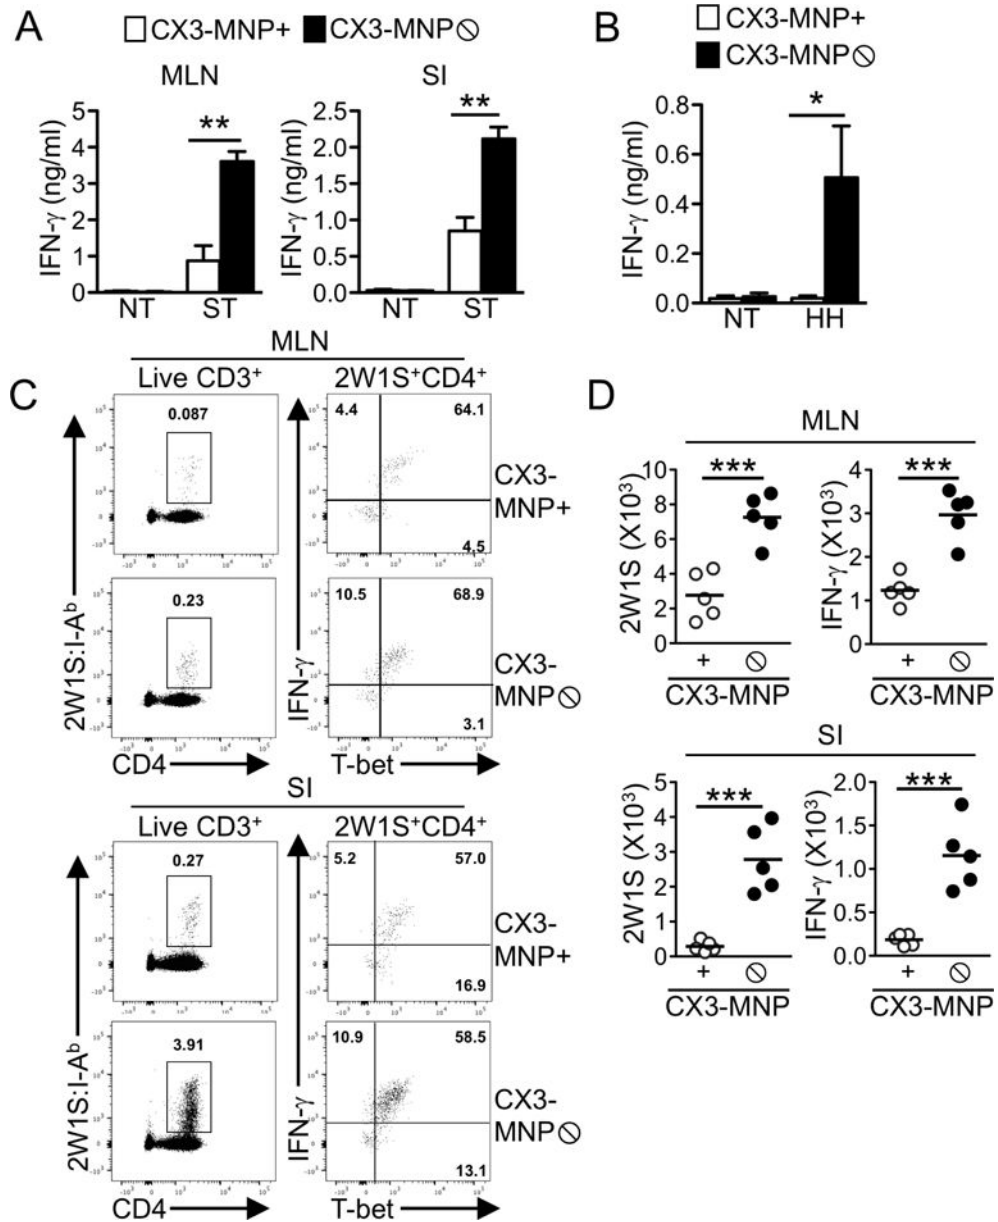 A
CX3-MNP+ CX3-MNP⃠
MLN
IFN-γ (ng/ml)
5
4
3
2
1
0
**
NT ST
SI
IFN-γ (ng/ml)
2.5
2.0
1.5
1.0
0.5
0.0
**
NT ST
B
CX3-MNP+
CX3-MNP⃠
IFN-γ (ng/ml)
0.8
0.6
0.4
0.2
0.0
*
NT HH
C
MLN
Live CD3⁺ 2W1S⁺CD4⁺
2W1S:I-Aᵇ
IFN-γ
0.087
4.4 64.1
4.5
CX3-
MNP+
0.23
10.5 68.9
3.1
CX3-
MNP⃠
CD4 T-bet
SI
Live CD3⁺ 2W1S⁺CD4⁺
2W1S:I-Aᵇ
IFN-γ
0.27
5.2 57.0
16.9
CX3-
MNP+
3.91
10.9 58.5
13.1
CX3-
MNP⃠
CD4 T-bet
D
MLN
2W1S (X10³)
10
8
6
4
2
0
***
+ ⃠
CX3-MNP
IFN-γ (X10³)
4
3
2
1
0
***
+ ⃠
CX3-MNP
SI
2W1S (X10³)
5
4
3
2
1
0
***
+ ⃠
CX3-MNP
IFN-γ (X10³)
2.0
1.5
1.0
0.5
0.0
***
+ ⃠
CX3-MNP